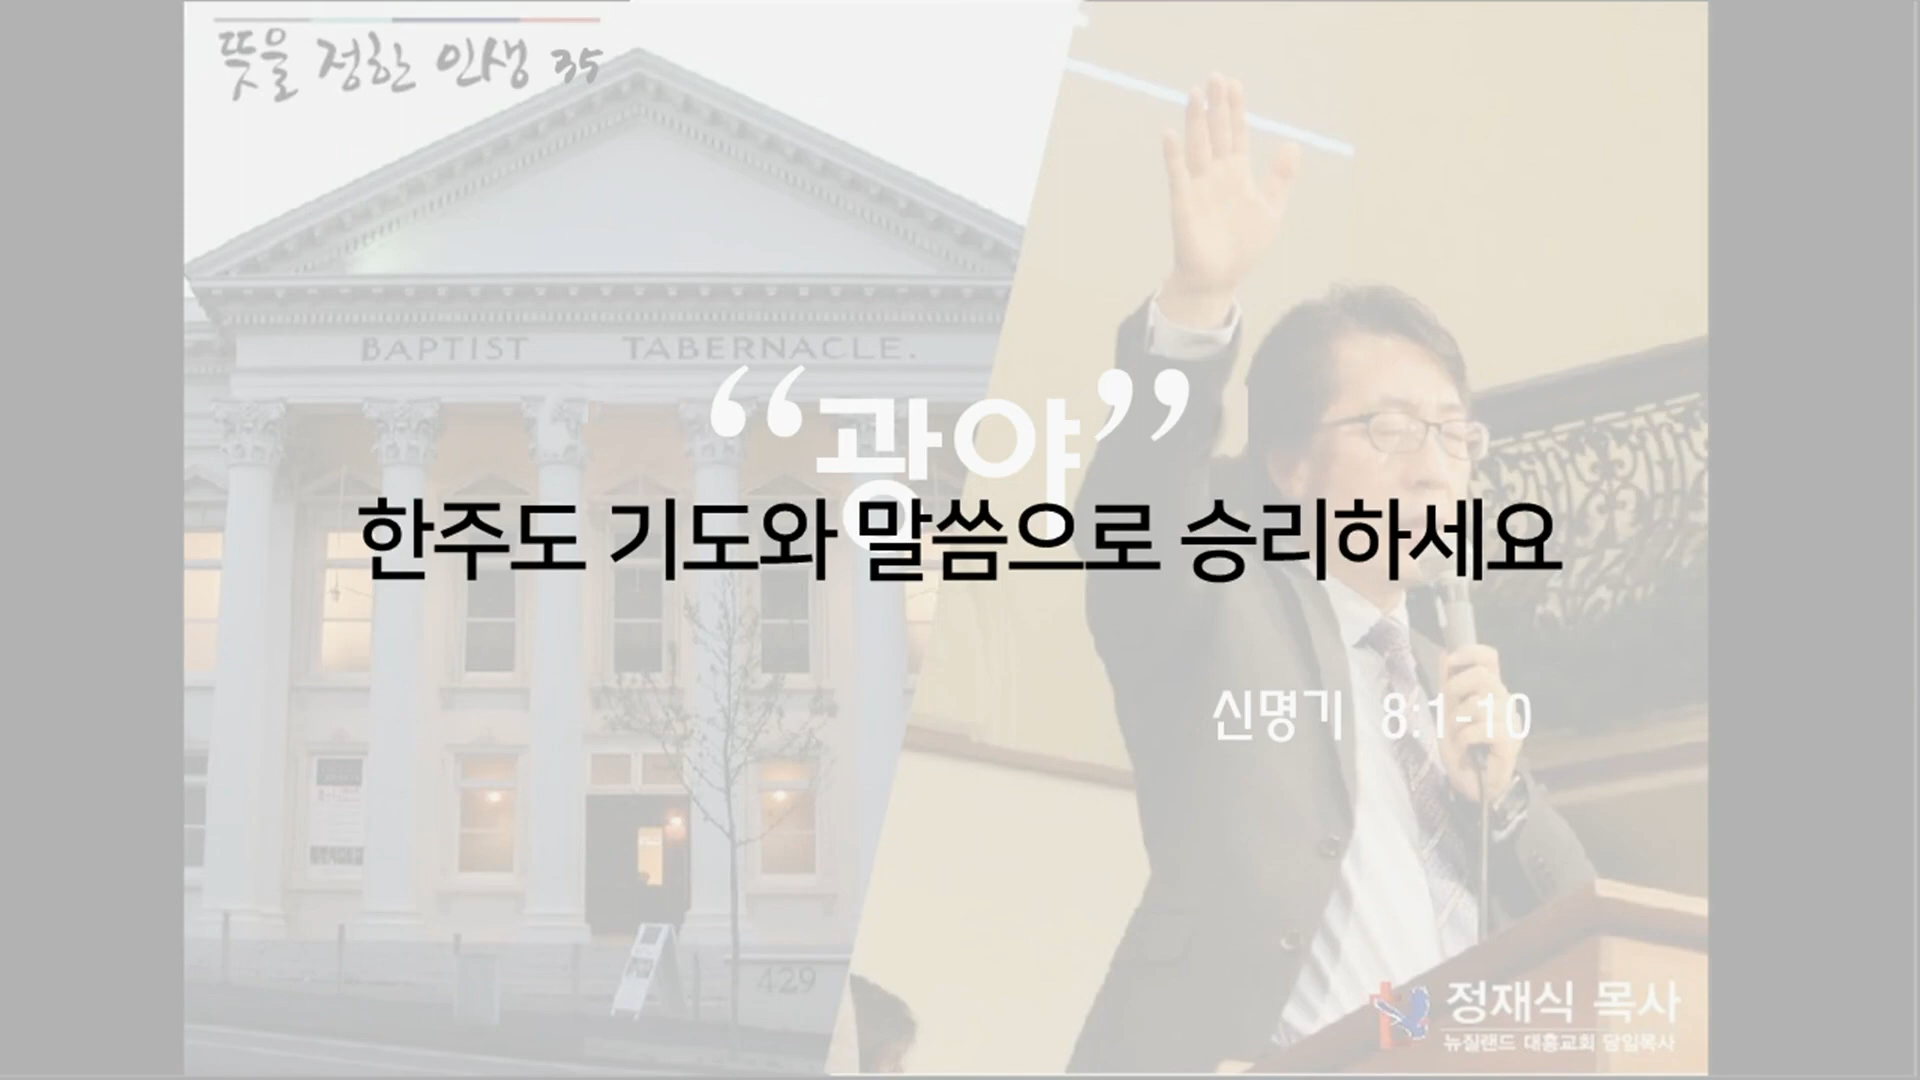 뜻을 정한 인생 35
BAPTIST TABERNACLE.
“광야”
한주도 기도와 말씀으로 승리하세요
신명기 8:1-10
429
정재식 목사
뉴질랜드 대흥교회 담임목사